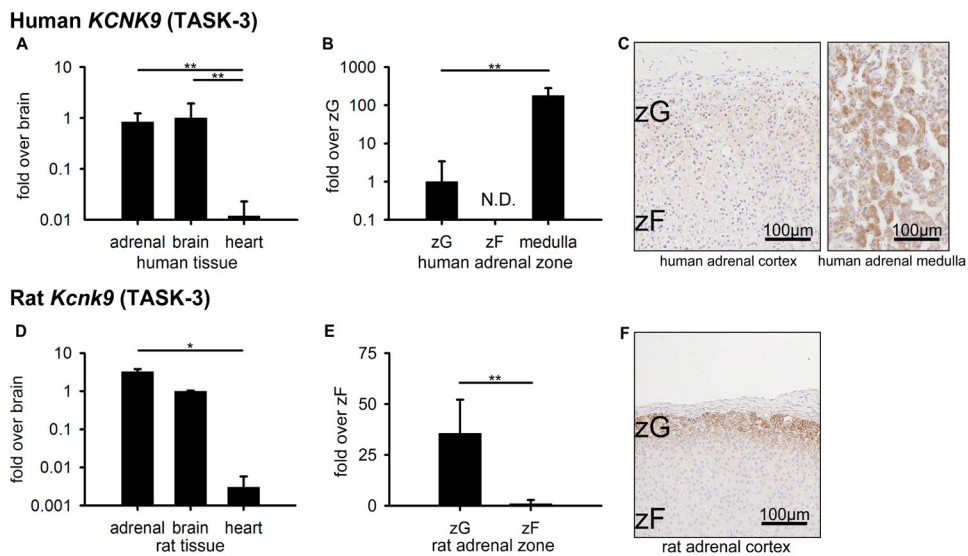 Human KCNK9 (TASK-3)
A
fold over brain
10
1
0.1
0.01
**
**
adrenal brain heart
human tissue
B
fold over zG
1000
100
10
1
0.1
**
N.D.
zG zF medulla
human adrenal zone
C
zG
zF
100µm
human adrenal cortex
100µm
human adrenal medulla
Rat Kcnk9 (TASK-3)
D
fold over brain
10
1
0.1
0.01
0.001
*
adrenal brain heart
rat tissue
E
fold over zF
75
50
25
0
**
zG zF
rat adrenal zone
F
zG
zF
100µm
rat adrenal cortex